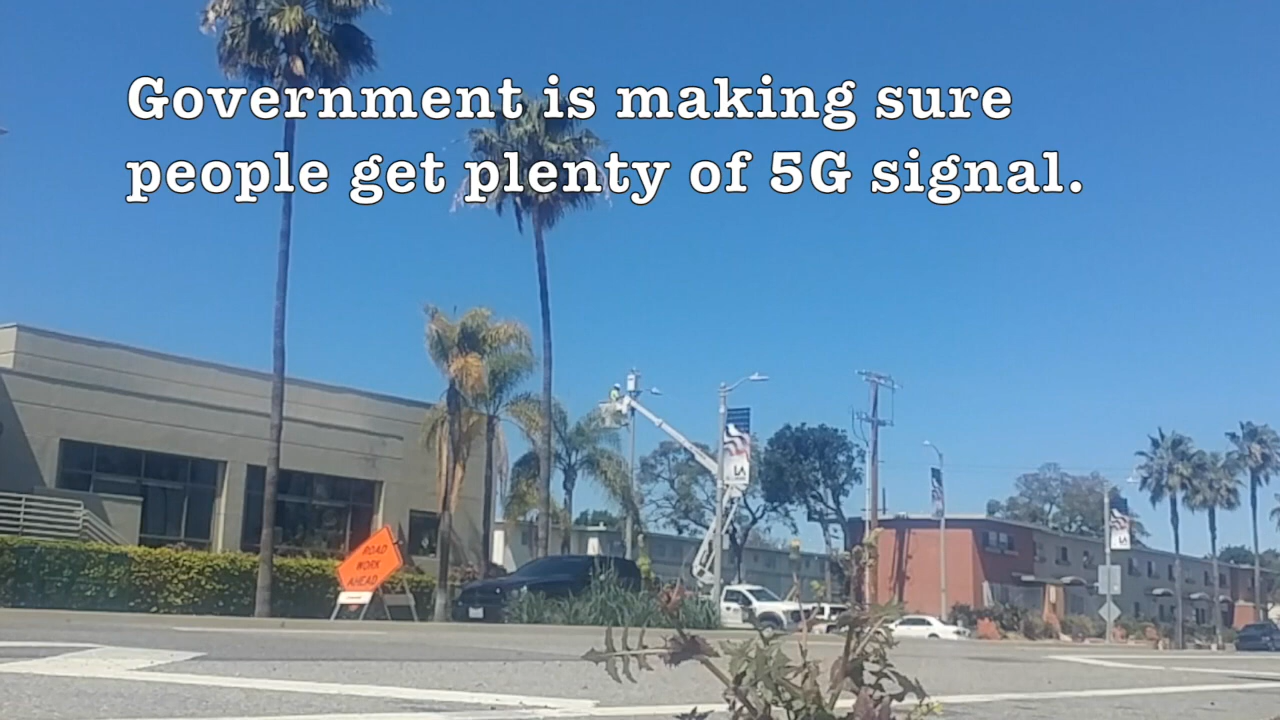 Government is making sure
people get plenty of 5G signal.
ROAD
WORK
AHEAD
LA
LA